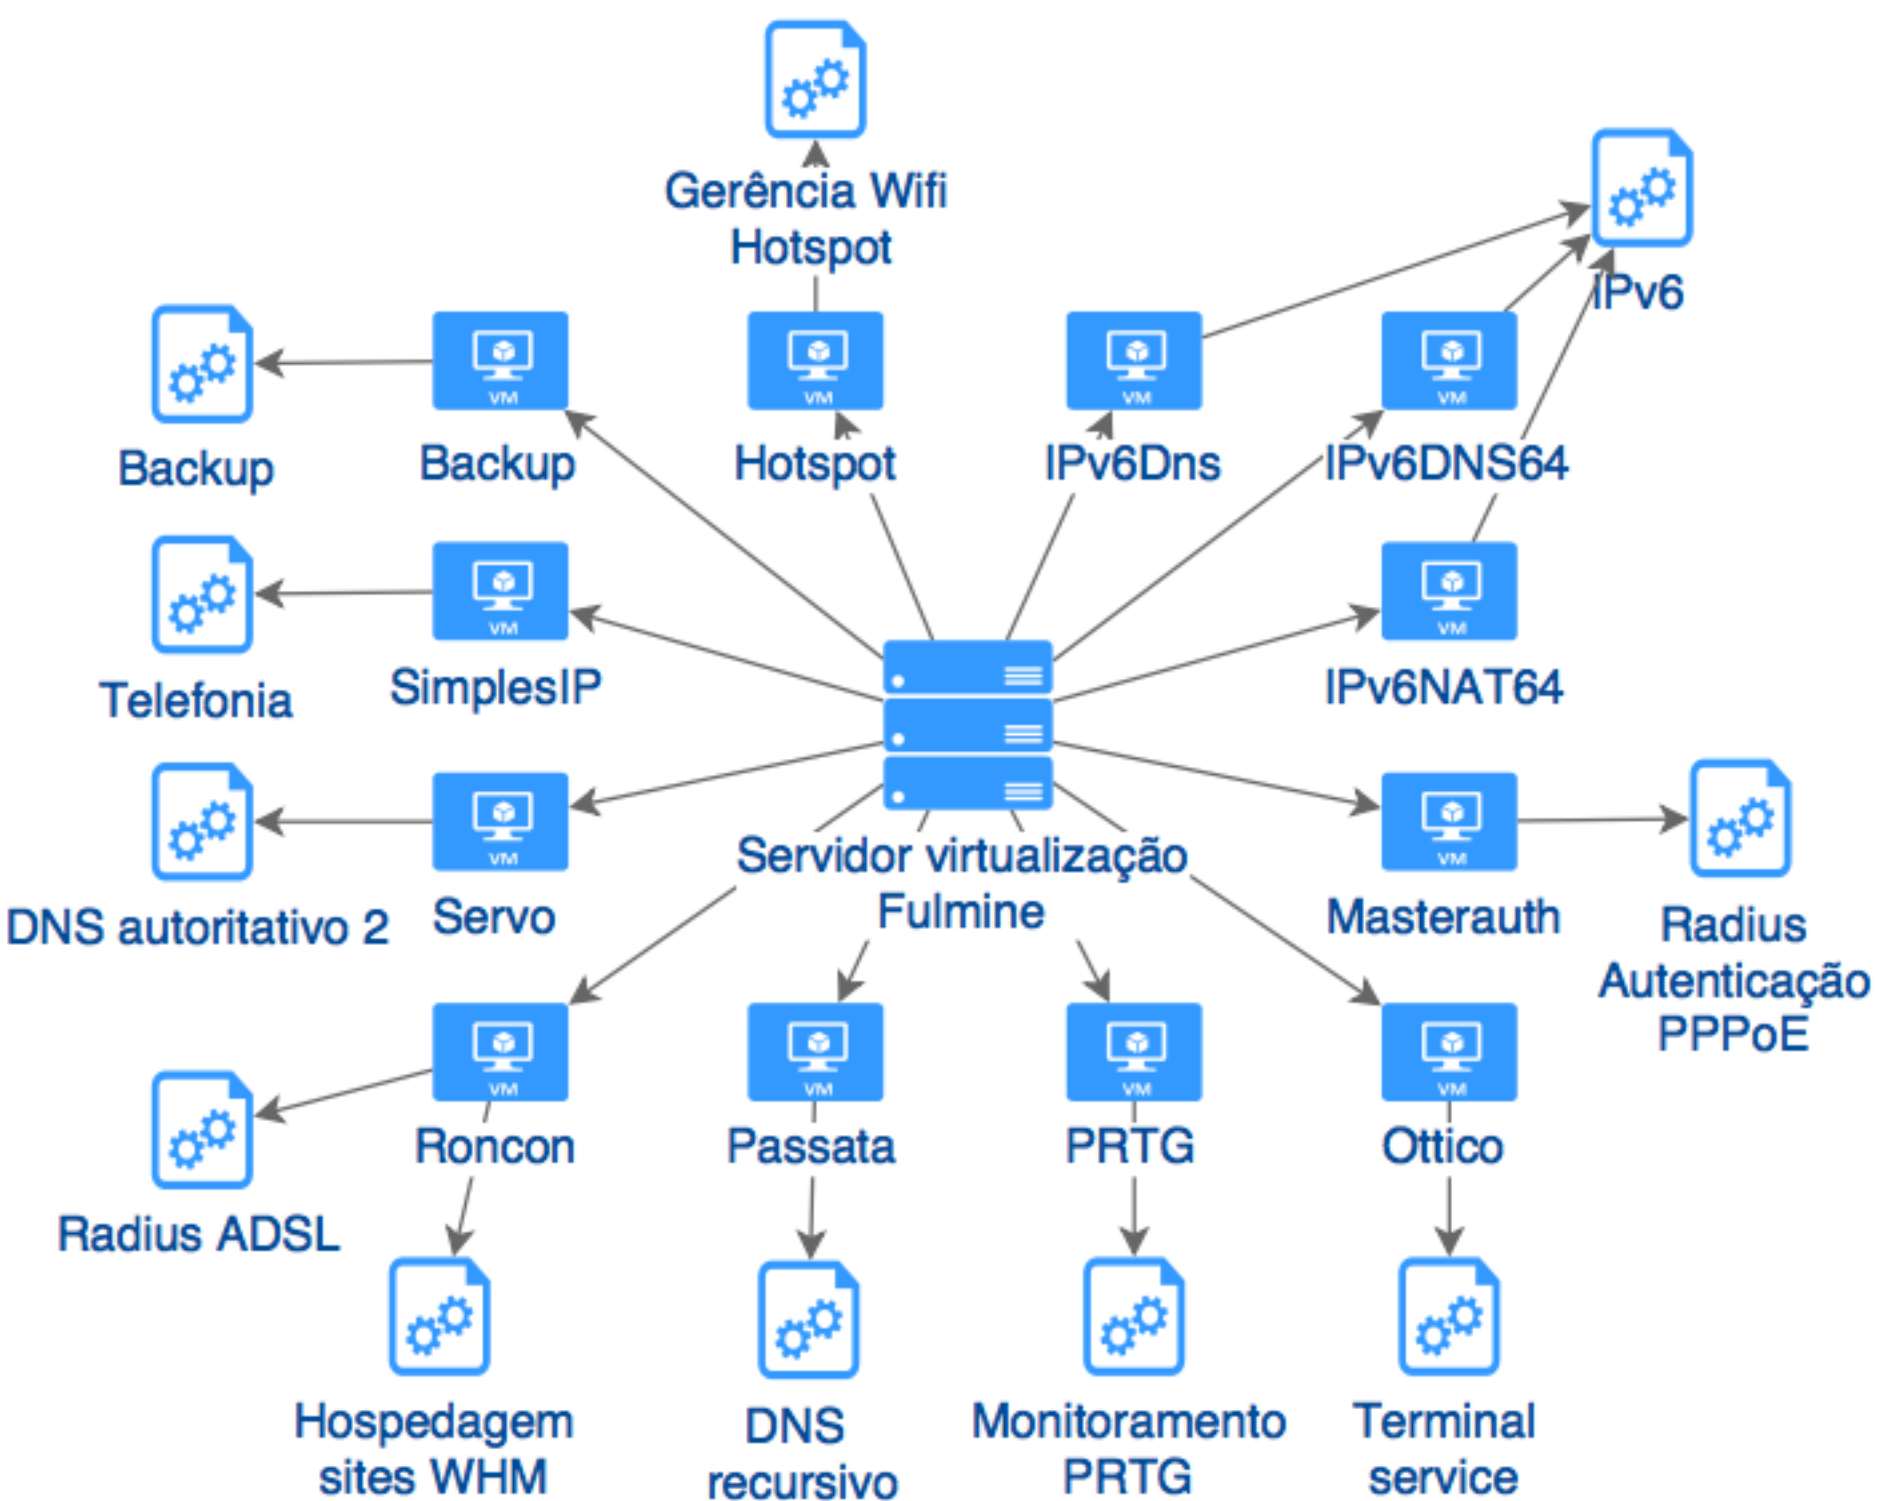 Gerência Wifi
Hotspot
IPv6
VM
VM
VM
VM
Backup
Backup
Hotspot
IPv6Dns
IPv6DNS64
VM
VM
Telefonia
SimplesIP
IPv6NAT64
VM
VM
Servidor virtualização
Fulmine
DNS autoritativo 2
Servo
Masterauth
Radius
Autenticação
PPPoE
VM
VM
VM
VM
Roncon
Passata
PRTG
Ottico
Radius ADSL
Hospedagem
sites WHM
DNS
recursivo
Monitoramento
PRTG
Terminal
service